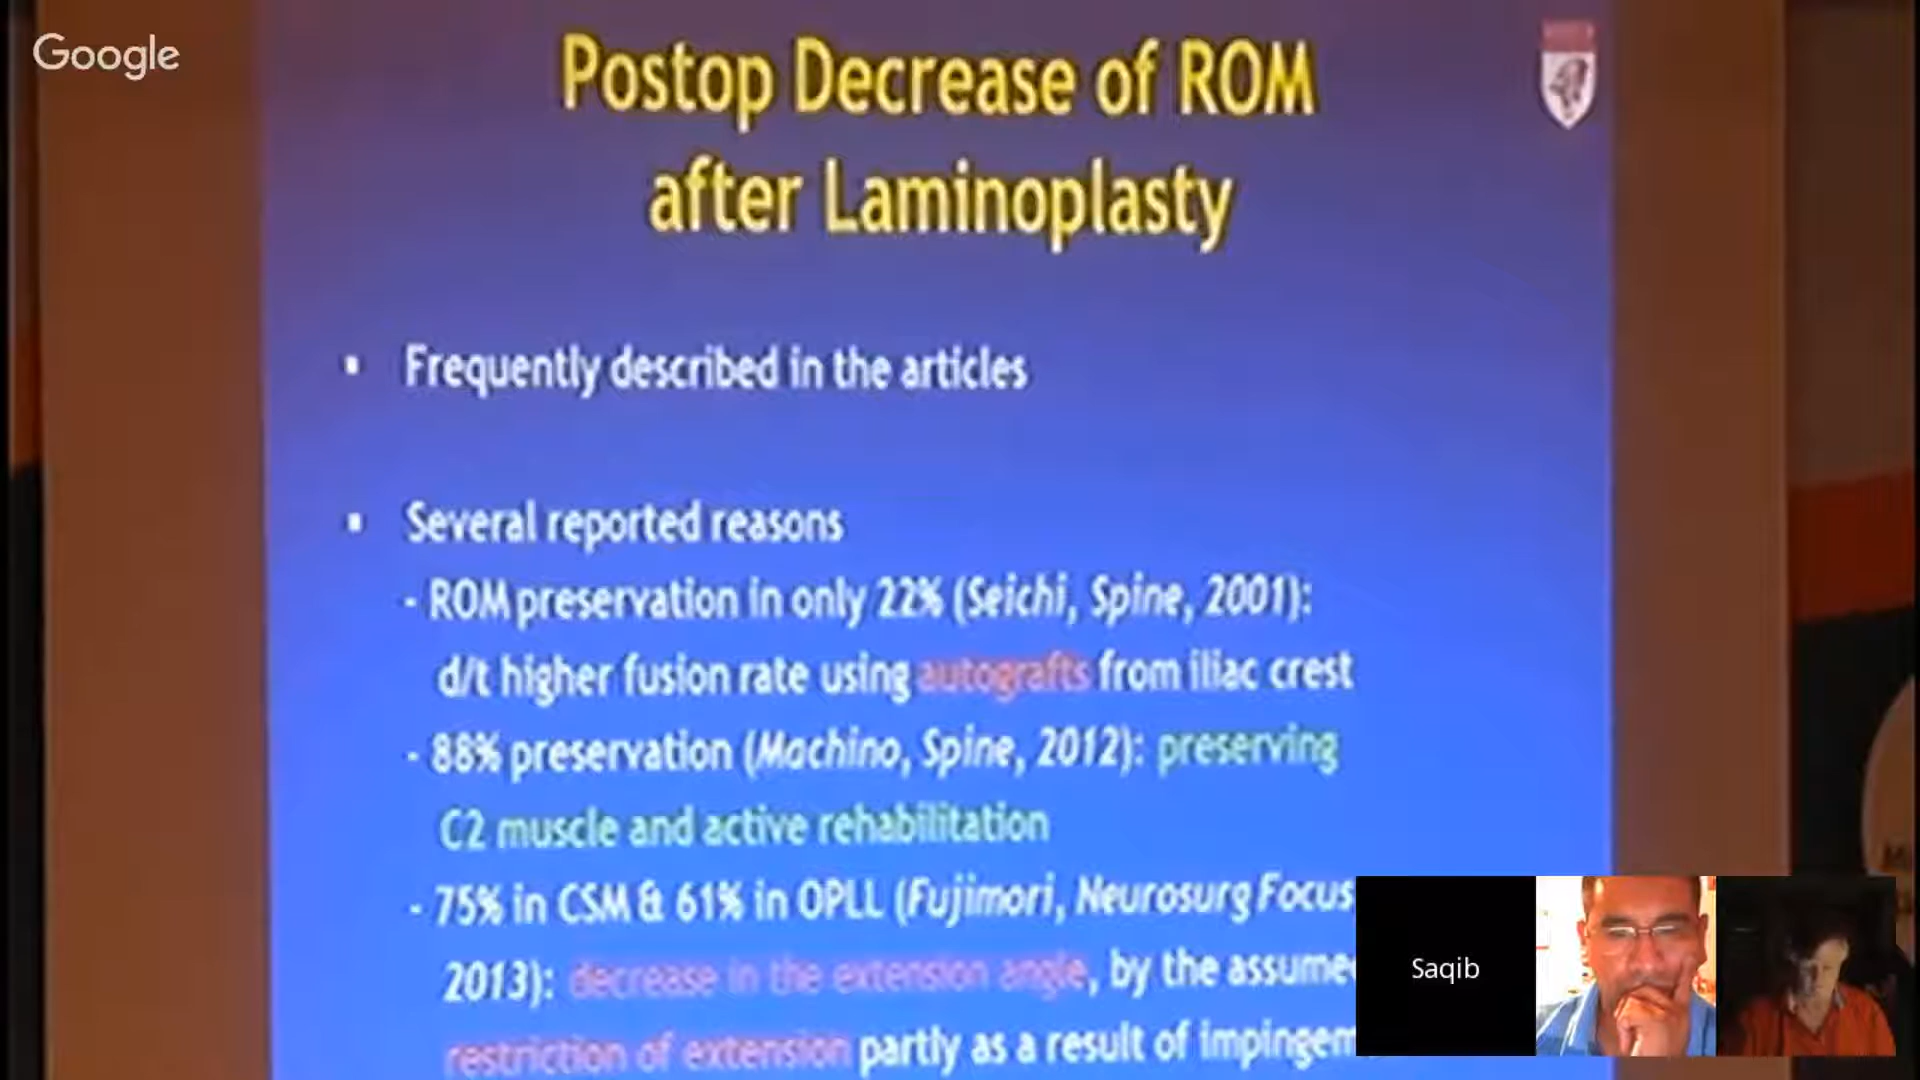 Google
Postop Decrease of ROM
after Laminoplasty
▪ Frequently described in the articles
▪ Several reported reasons
- ROM preservation in only 22% (Seichi, Spine, 2001):
d/t higher fusion rate using autografts from iliac crest
- 88% preservation (Machino, Spine, 2012): preserving
C2 muscle and active rehabilitation
- 75% in CSM & 61% in OPLL (Fujimori, Neurosurg Focus
2013): decrease in the extension angle, by the assume
restriction of extension partly as a result of impingem
Saqib